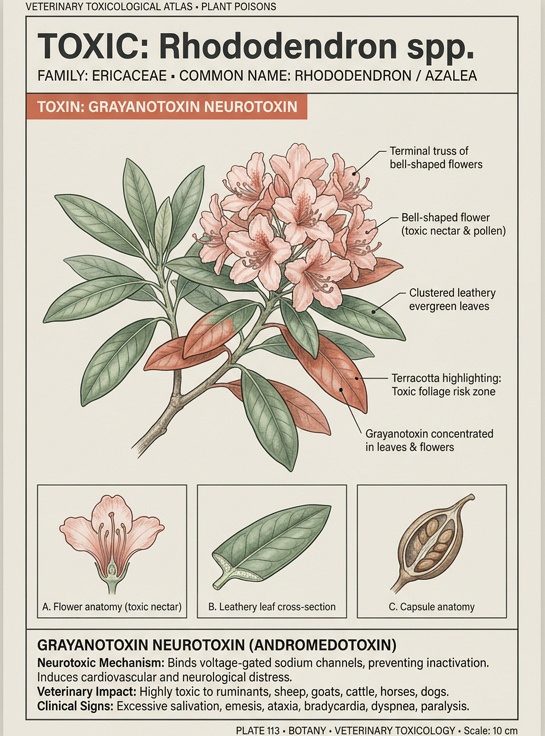 VETERINARY TOXICOLOGICAL ATLAS • PLANT POISONS
TOXIC: Rhododendron spp.
FAMILY: ERICACEAE ▪ COMMON NAME: RHODODENDRON / AZALEA
TOXIN: GRAYANOTOXIN NEUROTOXIN
Terminal truss of
bell-shaped flowers
Bell-shaped flower
(toxic nectar & pollen)
Clustered leathery
evergreen leaves
Terracotta highlighting:
Toxic foliage risk zone
Grayanotoxin concentrated
in leaves & flowers
A. Flower anatomy (toxic nectar)
B. Leathery leaf cross-section
C. Capsule anatomy
GRAYANOTOXIN NEUROTOXIN (ANDROMEDOTOXIN)
Neurotoxic Mechanism: Binds voltage-gated sodium channels, preventing inactivation.
Induces cardiovascular and neurological distress.
Veterinary Impact: Highly toxic to ruminants, sheep, goats, cattle, horses, dogs.
Clinical Signs: Excessive salivation, emesis, ataxia, bradycardia, dyspnea, paralysis.
PLATE 113 • BOTANY • VETERINARY TOXICOLOGY • Scale: 10 cm